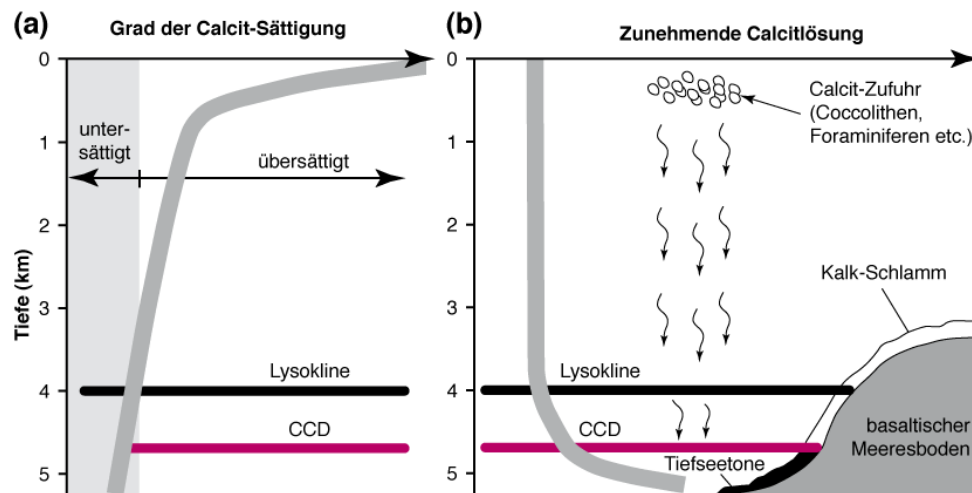 (a)
Grad der Calcit-Sättigung
0
1
2
3
4
5
Tiefe (km)
unter-
sättigt
übersättigt
Lysokline
CCD
(b)
Zunehmende Calcitlösung
0
1
2
3
4
5
Calcit-Zufuhr
(Coccolithen,
Foraminiferen etc.)
Kalk-Schlamm
Lysokline
CCD
Tiefseetone
basaltischer
Meeresboden